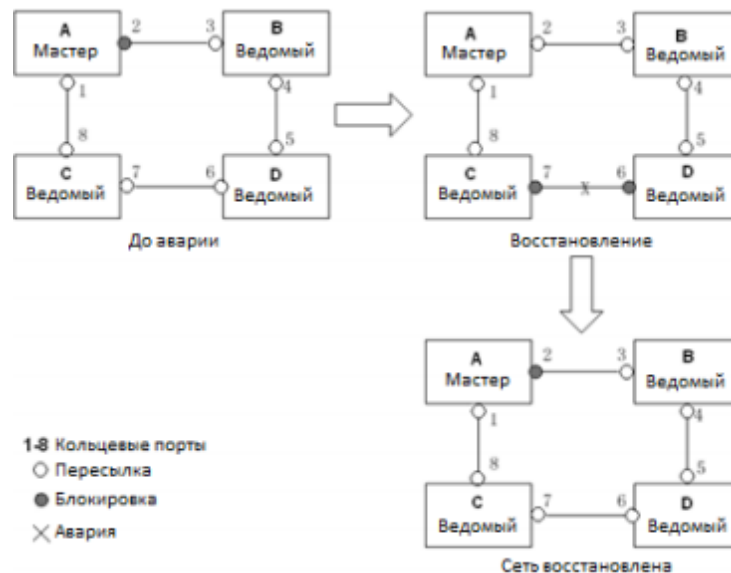 A
Мастер
2
3
B
Ведомый
1
4
8
5
C
Ведомый
7
6
D
Ведомый
До аварии
A
Мастер
2
3
B
Ведомый
1
4
8
5
C
Ведомый
7
6
D
Ведомый
Восстановление
A
Мастер
2
3
B
Ведомый
1
4
8
5
C
Ведомый
7
6
D
Ведомый
Сеть восстановлена
1-8 Кольцевые порты
Пересылка
Блокировка
Авария